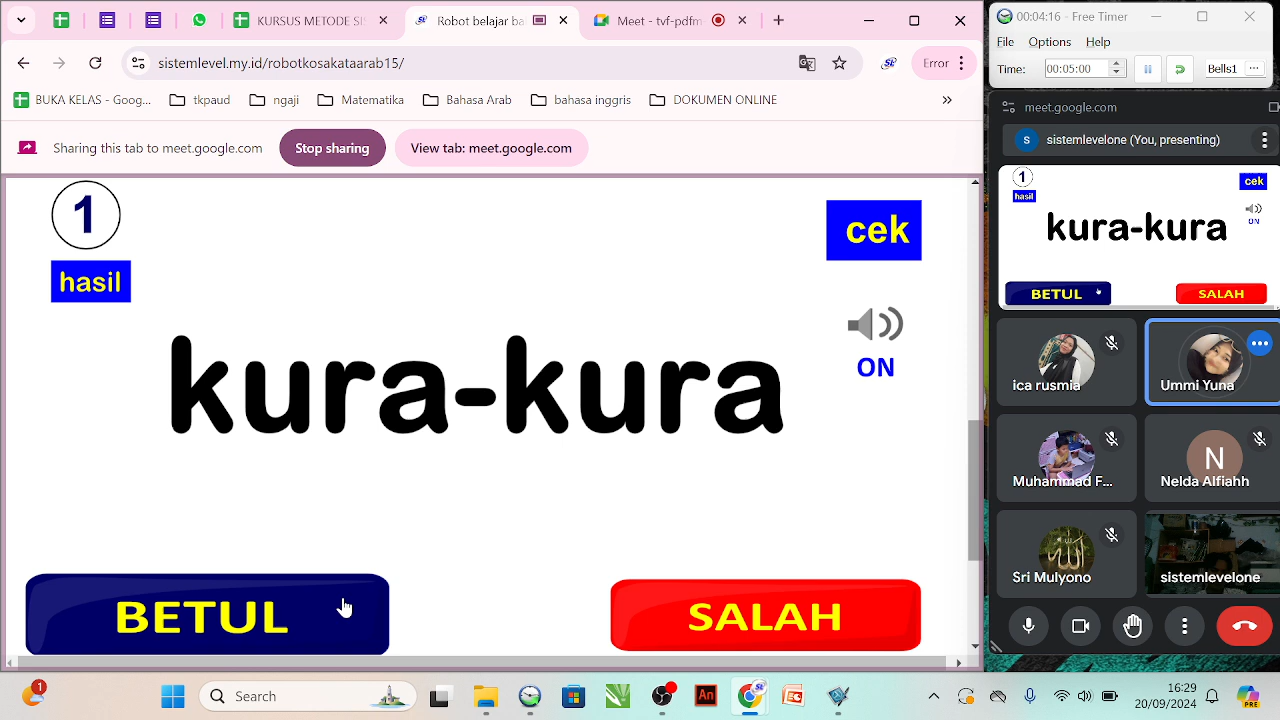 KURSUS METODE SI
Robot belajar ba
Meet - tvf-pdfm
sistemlevel.my.id/robotkosakataarab15/
Error
BUKA KELAS - Goog...
tkpaud
ngaji
Matematika
Bahasa indo
bahasa inggris
DOKUMEN ONLINE
Sharing this tab to meet.google.com
Stop sharing
View tab: meet.google.com
1
cek
hasil
ON
kura-kura
BETUL
SALAH
00:04:16 - Free Timer
File
Options
Help
Time:
00:05:00
Bells1
...
meet.google.com
S
sistemlevelone (You, presenting)
1
cek
hasil
ON
kura-kura
BETUL
SALAH
ica rusmia
Ummi Yuna
Muhammad F...
N
Nelda Alfiahh
Sri Mulyono
sistemlevelone
1
Search
An
16:29
20/09/2024
PRE